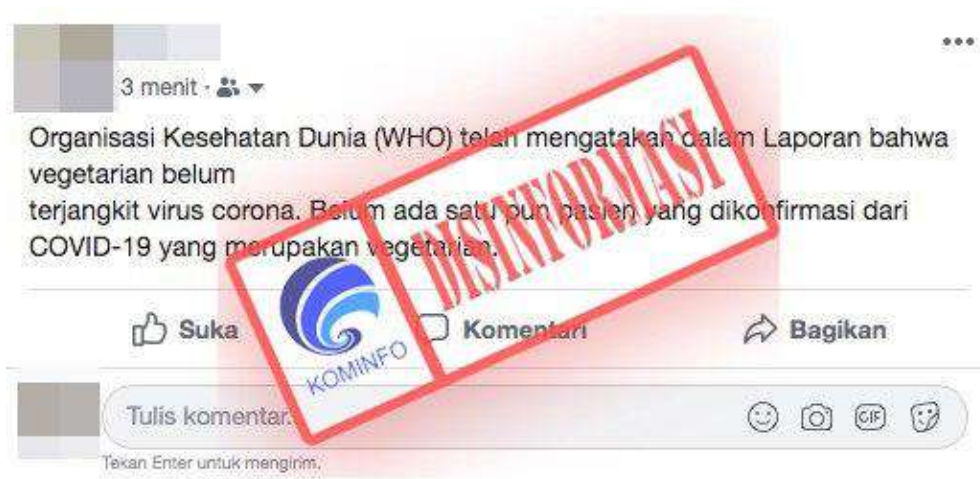 3 menit
Organisasi Kesehatan Dunia (WHO) telah mengatakan dalam Laporan bahwa
vegetarian belum
terjangkit virus corona. Belum ada satu pun pasien yang dikonfirmasi dari
COVID-19 yang merupakan vegetarian.
DISINFORMASI
KOMINFO
Suka
Komentari
Bagikan
Tulis komentar.
GIF
Tekan Enter untuk mengirim.